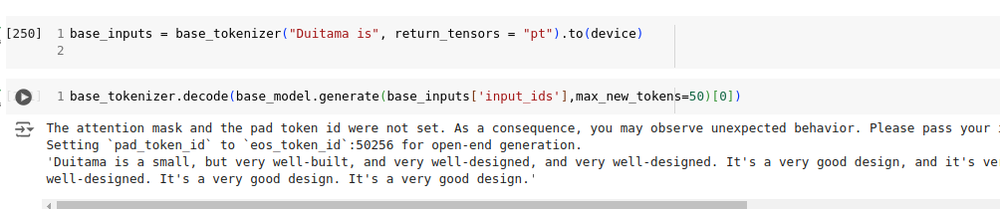 [250] 1 base_inputs = base_tokenizer("Duitama is", return_tensors = "pt").to(device)
2
1 base_tokenizer.decode(base_model.generate(base_inputs['input_ids'],max_new_tokens=50)[0])
The attention mask and the pad token id were not set. As a consequence, you may observe unexpected behavior. Please pass your
Setting `pad_token_id` to `eos_token_id`:50256 for open-end generation.
'Duitama is a small, but very well-built, and very well-designed, and very well-designed. It's a very good design, and it's
well-designed. It's a very good design. It's a very good design.'